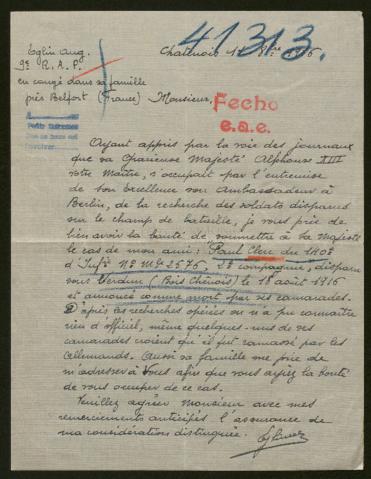 41313.
Eglin Aug.
9e R. A. P.
en congé dans sa famille
près Belfort (France)
Chatenois 1916
Monsieur,
Fecho
e.a.e.
Ayant appris par la voie des journaux
que sa Gracieuse Majesté Alphonse XIII
votre Maître, s'occupait par l'entremise
de son Excellence son Ambassadeur à
Berlin, de la recherche des soldats disparus
sur le champ de bataille, je vous prie de
bien avoir la bonté de soumettre à sa Majesté
le cas de mon ami: Paul Clerc du 140e
d'Infie No Mle 2576, compagnie, disparu
sous Verdun (Bois Chénois) le 18 août 1916
et annoncé comme mort par ses camarades.
D'après les recherches opérées on n'a pu connaître
rien d'officiel, même quelques-uns de ses
camarades croient qu'il fut ramassé par les
Allemands. Aussi sa famille me prie de
m'adresser à Vous afin que vous ayiez la bonté
de vous occuper de ce cas.
Veuillez agréer Monsieur avec mes
remerciements anticipés l'assurance de
ma considération distinguée.